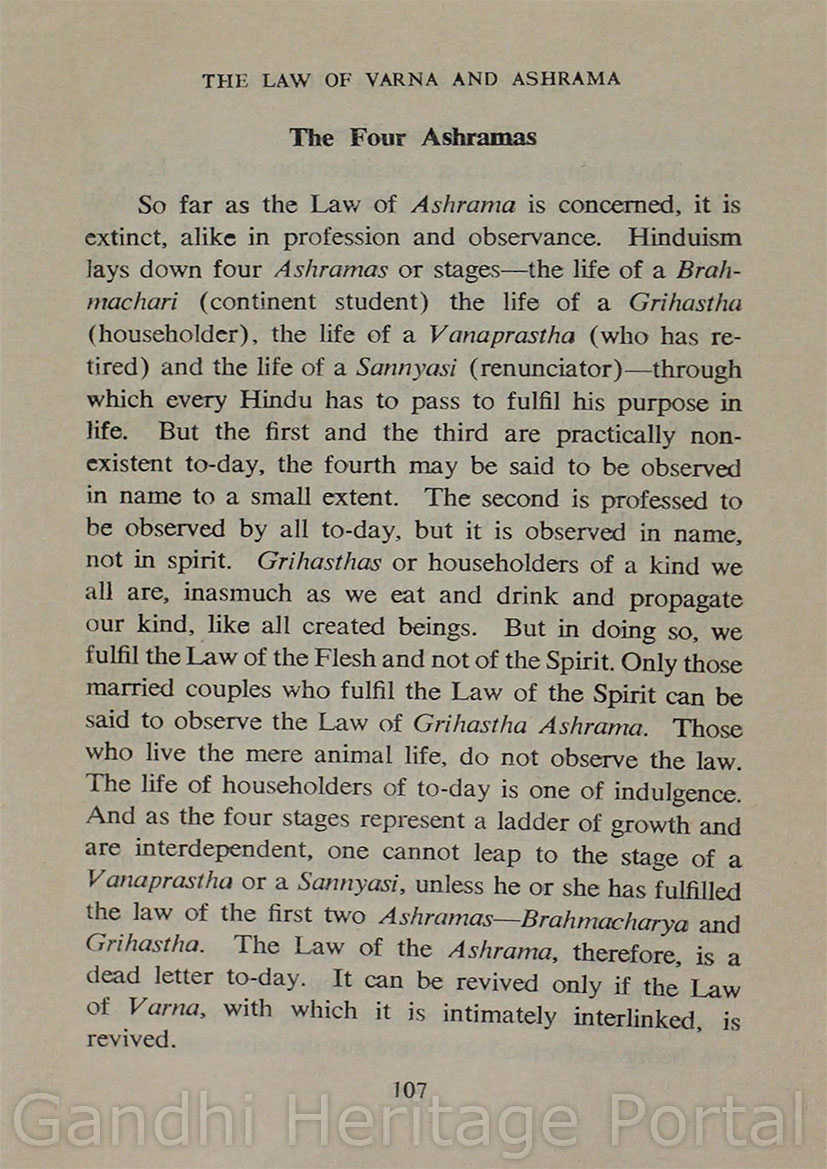 THE LAW OF VARNA AND ASHRAMA
The Four Ashramas
So far as the Law of Ashrama is concerned, it is
extinct, alike in profession and observance. Hinduism
lays down four Ashramas or stages—the life of a Brah-
machari (continent student) the life of a Grihastha
(householder), the life of a Vanaprastha (who has re-
tired) and the life of a Sannyasi (renunciator)—through
which every Hindu has to pass to fulfil his purpose in
life. But the first and the third are practically non-
existent to-day, the fourth may be said to be observed
in name to a small extent. The second is professed to
be observed by all to-day, but it is observed in name,
not in spirit. Grihasthas or householders of a kind we
all are, inasmuch as we eat and drink and propagate
our kind, like all created beings. But in doing so, we
fulfil the Law of the Flesh and not of the Spirit. Only those
married couples who fulfil the Law of the Spirit can be
said to observe the Law of Grihastha Ashrama. Those
who live the mere animal life, do not observe the law.
The life of householders of to-day is one of indulgence.
And as the four stages represent a ladder of growth and
are interdependent, one cannot leap to the stage of a
Vanaprastha or a Sannyasi, unless he or she has fulfilled
the law of the first two Ashramas—Brahmacharya and
Grihastha. The Law of the Ashrama, therefore, is a
dead letter to-day. It can be revived only if the Law
of Varna, with which it is intimately interlinked, is
revived.
107
Gandhi Heritage Portal